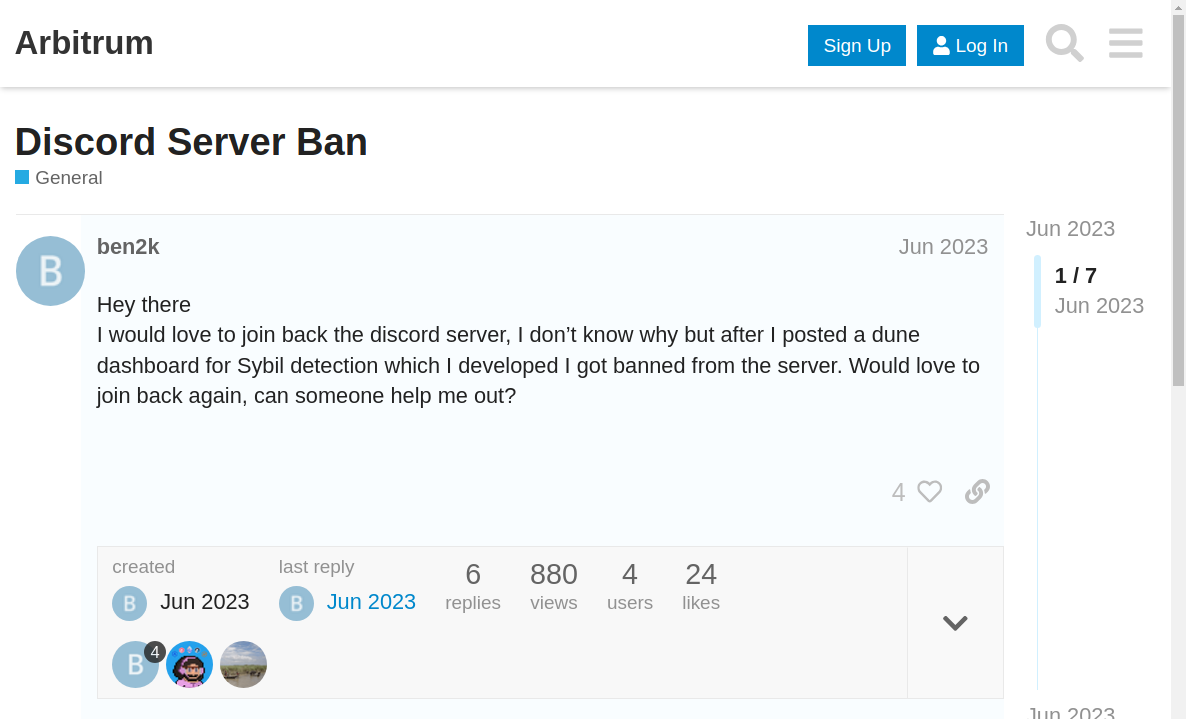 Arbitrum
Sign Up
Log In
Discord Server Ban
General
Jun 2023
B
ben2k
Jun 2023
1 / 7
Jun 2023
Hey there
I would love to join back the discord server, I don’t know why but after I posted a dune
dashboard for Sybil detection which I developed I got banned from the server. Would love to
join back again, can someone help me out?
4
created
last reply
6
880
4
24
B
Jun 2023
B
Jun 2023
replies
views
users
likes
B
4
Jun 2023